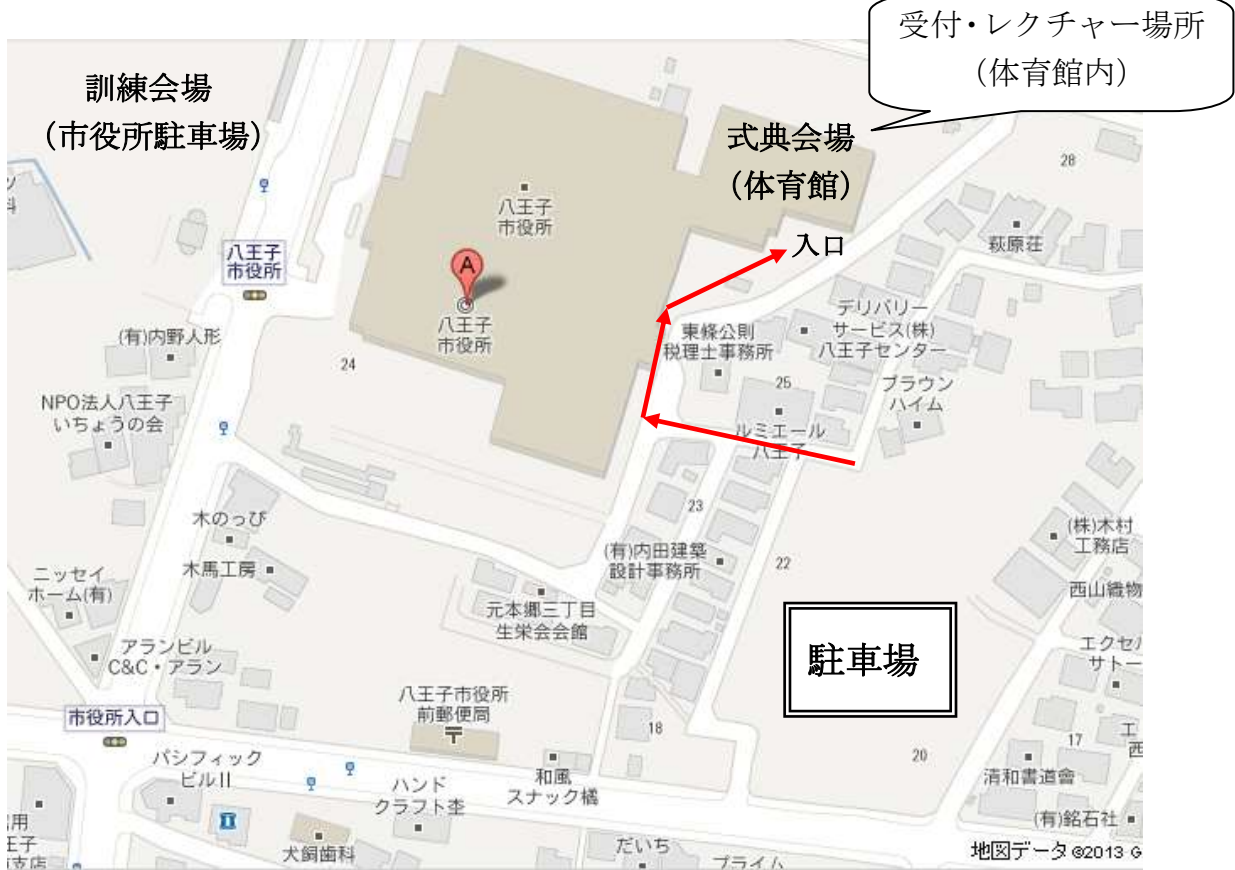 受付・レクチャー場所
（体育館内）
訓練会場
（市役所駐車場）
式典会場
（体育館）
入口
28
萩原荘
八王子
市役所
八王子
市役所
A
八王子
市役所
デリバリー
サービス(株)
八王子センター
東條公則
税理士事務所
(有)内野人形
24
25
ブラウン
ハイム
NPO法人八王子
いちょうの会
ルミエール
八王子
木のっぴ
23
(株)木村
工務店
(有)内田建築
設計事務所
22
木馬工房
ニッセイ
ホーム(有)
西山織物
元本郷三丁目
生栄会会館
アランビル
C&C・アラン
駐車場
エクセル
サトー
八王子市役所
前郵便局
市役所入口
18
17
工
西
20
パシフィック
ビルII
ハンド
クラフト杢
和風
スナック橘
清和書道會
(有)銘石社
用
王子
支店
犬飼歯科
だいち
プライム
地図データ ©2013 G